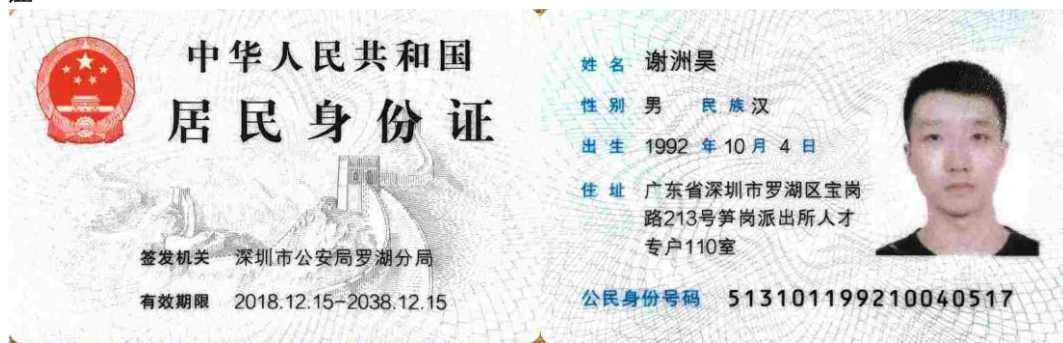 中华人民共和国
居民身份证
签发机关 深圳市公安局罗湖分局
有效期限 2018.12.15-2038.12.15
姓名 谢洲昊
性别 男 民族 汉
出生 1992 年 10 月 4 日
住址 广东省深圳市罗湖区宝岗
路213号笋岗派出所人才
专户110室
公民身份号码 513101199210040517